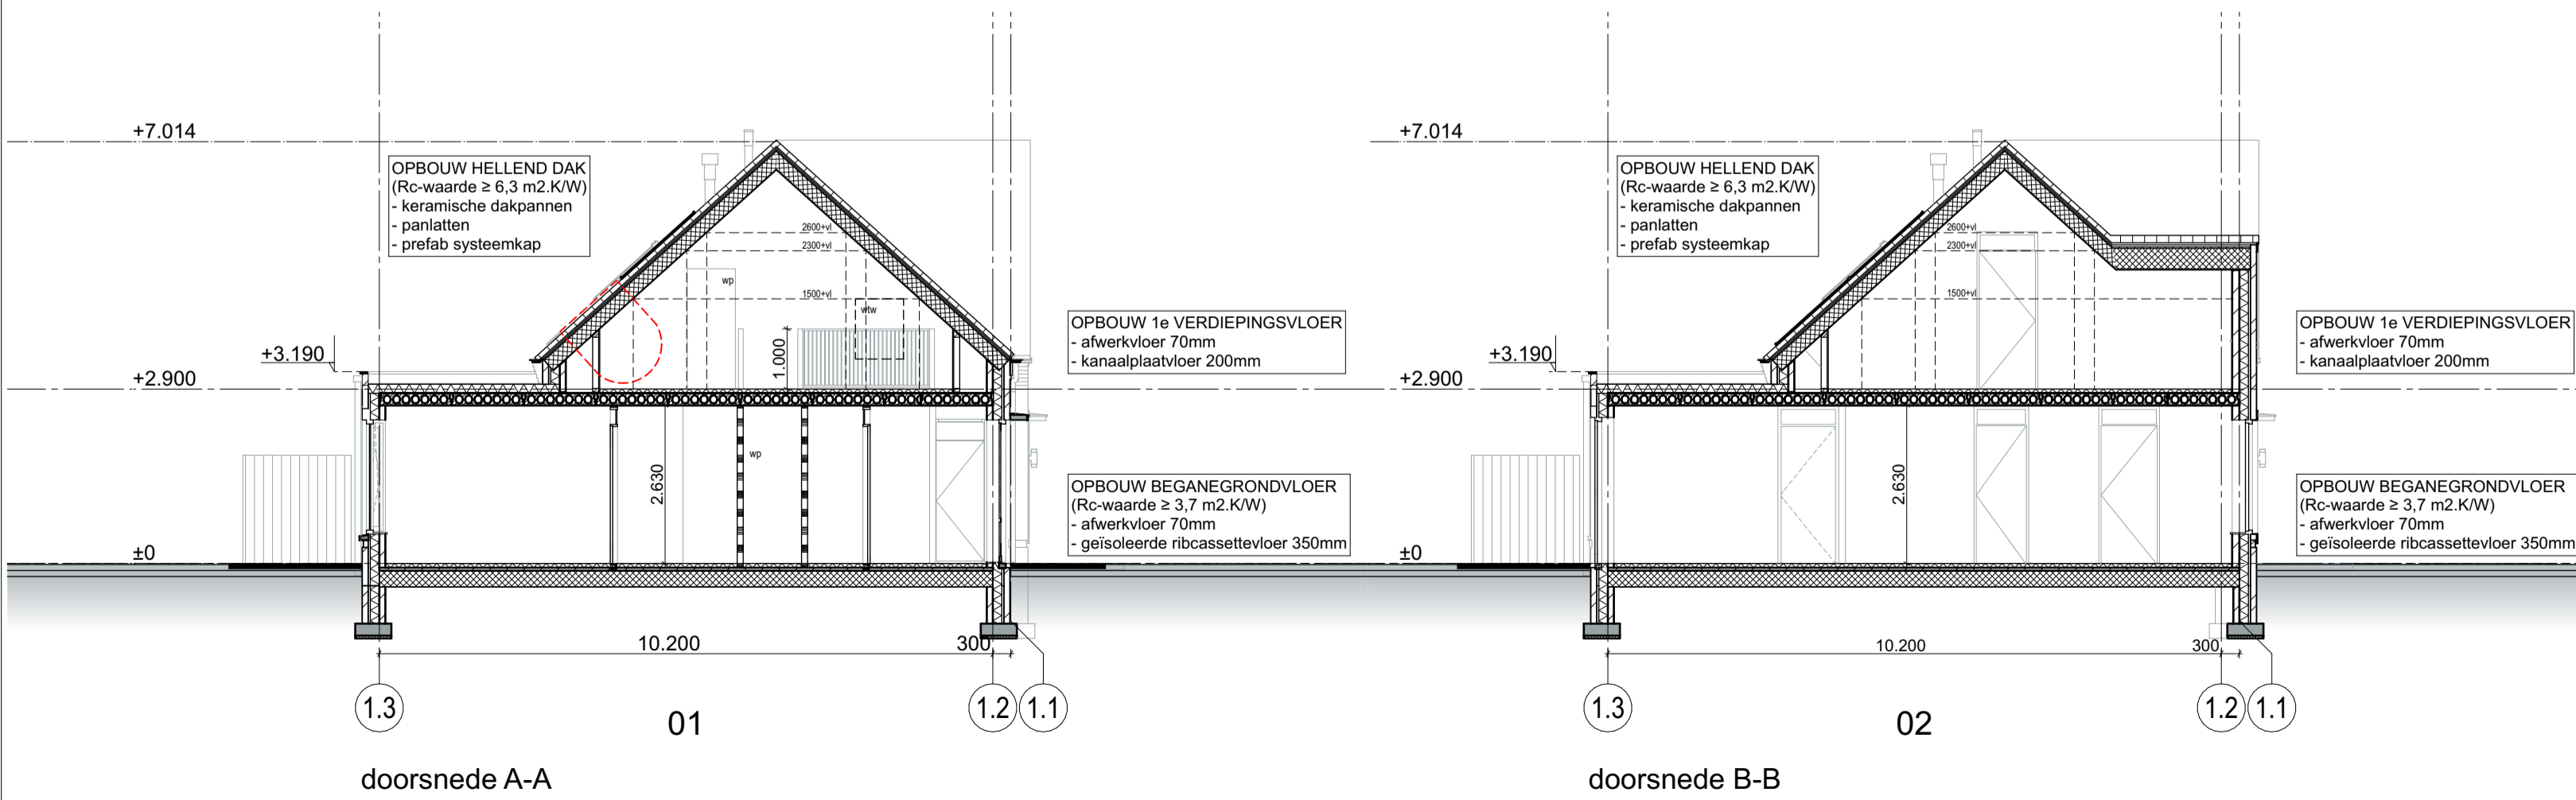 +7.014
OPBOUW HELLEND DAK
(Rc-waarde ≥ 6,3 m2.K/W)
- keramische dakpannen
- panlatten
- prefab systeemkap
2600+vl
2300+vl
wp
1500+vl
wtw
1.000
+3.190
+2.900
OPBOUW 1e VERDIEPINGSVLOER
- afwerkvloer 70mm
- kanaalplaatvloer 200mm
wp
2.630
OPBOUW BEGANEGRONDVLOER
(Rc-waarde ≥ 3,7 m2.K/W)
- afwerkvloer 70mm
- geïsoleerde ribcassettevloer 350mm
±0
10.200
300
1.3
1.2
1.1
01
doorsnede A-A
+7.014
OPBOUW HELLEND DAK
(Rc-waarde ≥ 6,3 m2.K/W)
- keramische dakpannen
- panlatten
- prefab systeemkap
2600+vl
2300+vl
1500+vl
+3.190
+2.900
OPBOUW 1e VERDIEPINGSVLOER
- afwerkvloer 70mm
- kanaalplaatvloer 200mm
2.630
OPBOUW BEGANEGRONDVLOER
(Rc-waarde ≥ 3,7 m2.K/W)
- afwerkvloer 70mm
- geïsoleerde ribcassettevloer 350mm
±0
10.200
300
1.3
1.2
1.1
02
doorsnede B-B